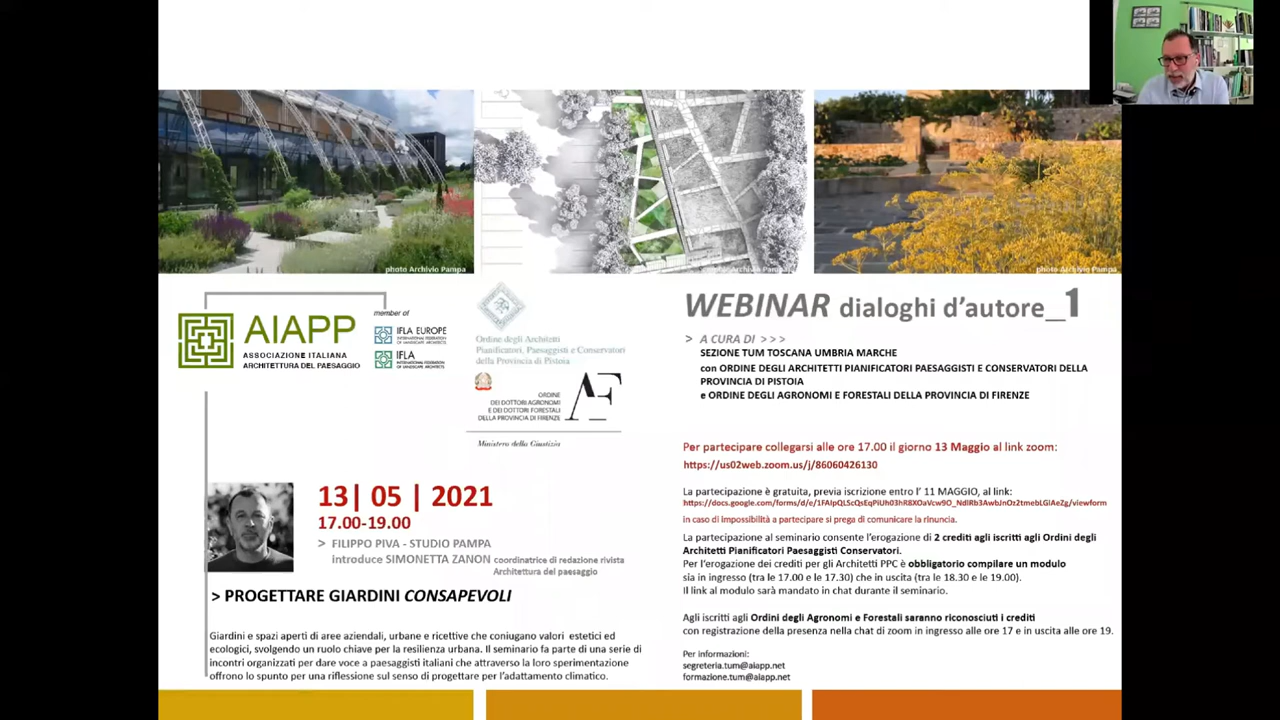 photo Archivio Pampa
photo Archivio Pampa
photo Archivio Pampa
AIAPP
ASSOCIAZIONE ITALIANA
ARCHITETTURA DEL PAESAGGIO
member of
IFLA EUROPE
INTERNATIONAL FEDERATION
OF LANDSCAPE ARCHITECTS
IFLA
INTERNATIONAL FEDERATION
OF LANDSCAPE ARCHITECTS
Ordine degli Architetti
Pianificatori, Paesaggisti e Conservatori
della Provincia di Pistoia
ORDINE
DEI DOTTORI AGRONOMI
E DEI DOTTORI FORESTALI
DELLA PROVINCIA DI FIRENZE
AF
Ministero della Giustizia
13| 05 | 2021
17.00-19.00
> FILIPPO PIVA - STUDIO PAMPA
introduce SIMONETTA ZANON coordinatrice di redazione rivista
Architettura del paesaggio
> PROGETTARE GIARDINI CONSAPEVOLI
Giardini e spazi aperti di aree aziendali, urbane e ricettive che coniugano valori estetici ed
ecologici, svolgendo un ruolo chiave per la resilienza urbana. Il seminario fa parte di una serie di
incontri organizzati per dare voce a paesaggisti italiani che attraverso la loro sperimentazione
offrono lo spunto per una riflessione sul senso di progettare per l'adattamento climatico.
WEBINAR dialoghi d'autore_1
> A CURA DI > > >
SEZIONE TUM TOSCANA UMBRIA MARCHE
con ORDINE DEGLI ARCHITETTI PIANIFICATORI PAESAGGISTI E CONSERVATORI DELLA
PROVINCIA DI PISTOIA
e ORDINE DEGLI AGRONOMI E FORESTALI DELLA PROVINCIA DI FIRENZE
Per partecipare collegarsi alle ore 17.00 il giorno 13 Maggio al link zoom:
https://us02web.zoom.us/j/86060426130
La partecipazione è gratuita, previa iscrizione entro l' 11 MAGGIO, al link:
in caso di impossibilità a partecipare si prega di comunicare la rinuncia.
La partecipazione al seminario consente l'erogazione di 2 crediti agli iscritti agli Ordini degli
Architetti Pianificatori Paesaggisti Conservatori.
Per l'erogazione dei crediti per gli Architetti PPC è obbligatorio compilare un modulo
sia in ingresso (tra le 17.00 e le 17.30) che in uscita (tra le 18.30 e le 19.00).
Il link al modulo sarà mandato in chat durante il seminario.
Agli iscritti agli Ordini degli Agronomi e Forestali saranno riconosciuti i crediti
con registrazione della presenza nella chat di zoom in ingresso alle ore 17 e in uscita alle ore 19.
Per informazioni:
segreteria.tum@aiapp.net
formazione.tum@aiapp.net